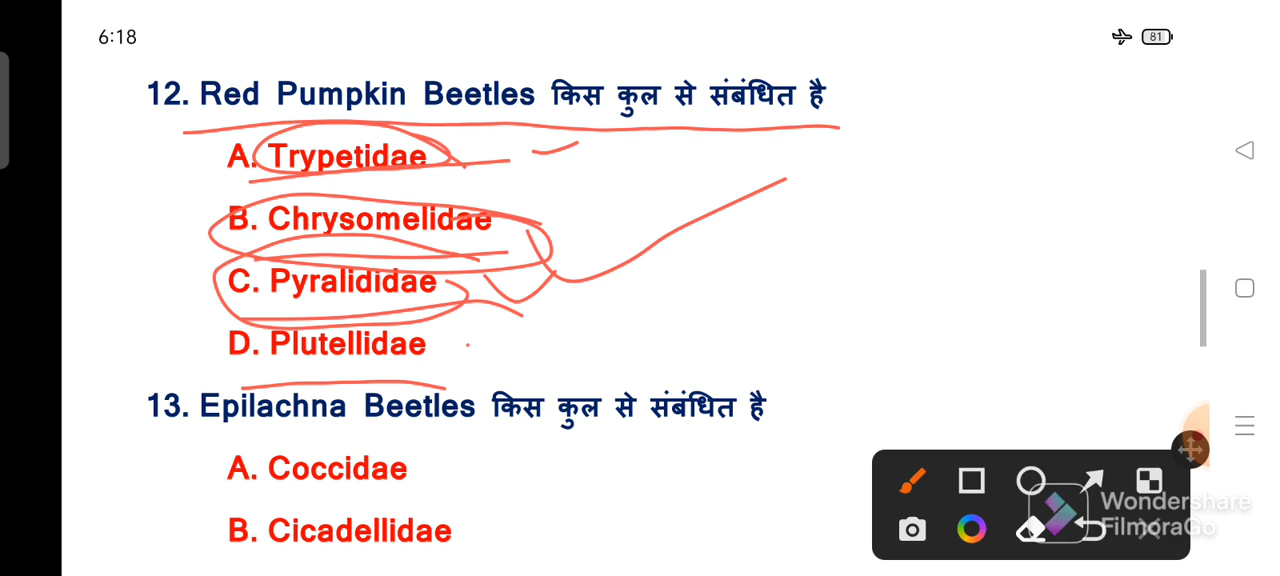 6:18
81
12. Red Pumpkin Beetles किस कुल से संबंधित है
A. Trypetidae
B. Chrysomelidae
C. Pyralididae
D. Plutellidae
13. Epilachna Beetles किस कुल से संबंधित है
A. Coccidae
B. Cicadellidae
Wondershare
FilmoraGo